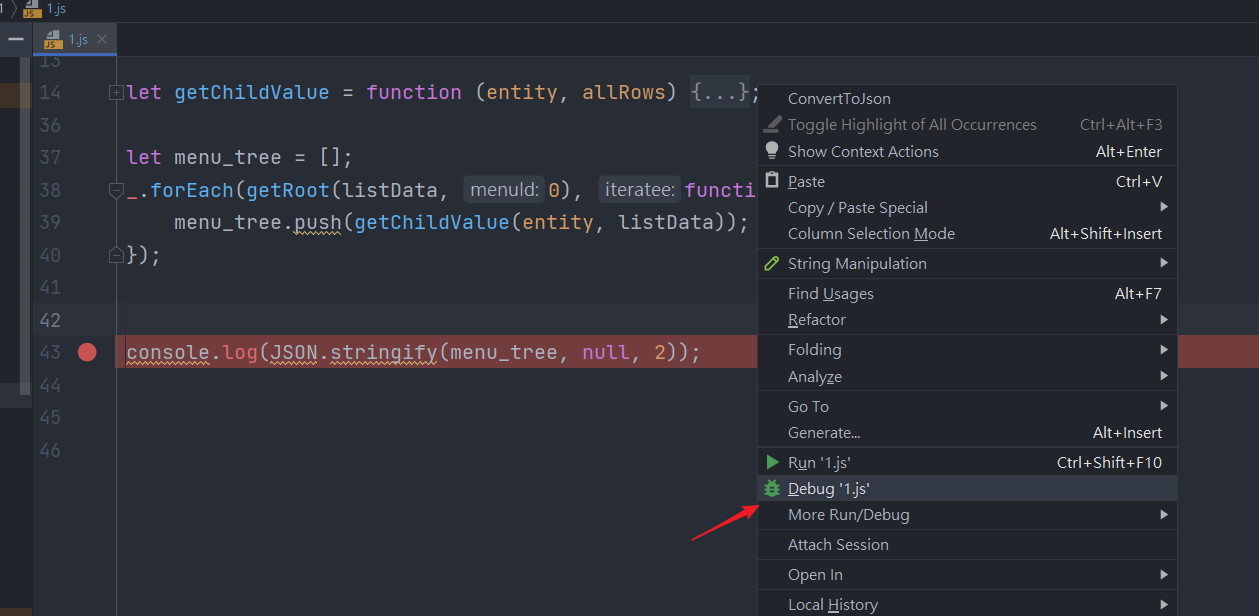 1
JS 1.js
JS 1.js
13
14 let getChildValue = function (entity, allRows) {...};
36
37 let menu_tree = [];
38 _.forEach(getRoot(listData, menuId: 0), iteratee: functi
39 menu_tree.push(getChildValue(entity, listData));
40 });
41
42
43 console.log(JSON.stringify(menu_tree, null, 2));
44
45
46
ConvertToJson
Toggle Highlight of All Occurrences Ctrl+Alt+F3
Show Context Actions Alt+Enter
Paste Ctrl+V
Copy / Paste Special
Column Selection Mode Alt+Shift+Insert
String Manipulation
Find Usages Alt+F7
Refactor
Folding
Analyze
Go To
Generate... Alt+Insert
Run '1.js' Ctrl+Shift+F10
Debug '1.js'
More Run/Debug
Attach Session
Open In
Local History